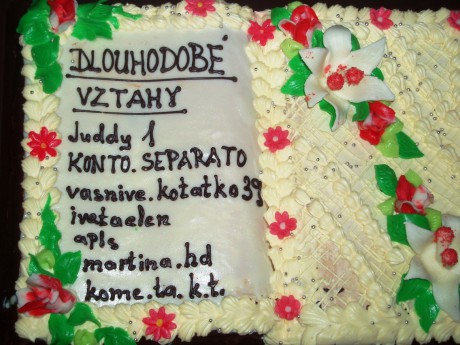 DLOUHODOBÉ
VZTAHY
Juddy 1
KONTO.SEPARATO
vasnive.kotatko39
ivetaelen
apls
martina.hd
kome.ta.k.t.